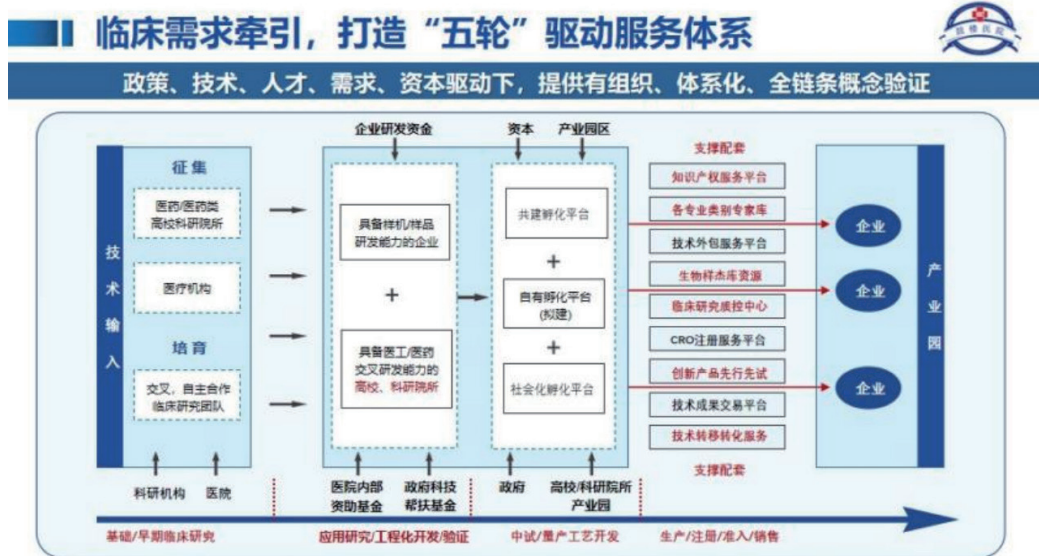 临床需求牵引，打造“五轮”驱动服务体系
政策、技术、人才、需求、资本驱动下，提供有组织、体系化、全链条概念验证
企业研发资金
资本
产业园区
技术输入
征集
医药/医药类
高校科研院所
医疗机构
培育
交叉，自主合作
临床研究团队
具备样机/样品
研发能力的企业
+
具备医工/医药
交叉研发能力的
高校、科研院所
共建孵化平台
+
自有孵化平台
(拟建)
+
社会化孵化平台
支撑配套
知识产权服务平台
各专业类别专家库
技术外包服务平台
生物样杰库资源
临床研究质控中心
CRO注册服务平台
创新产品先行先试
技术成果交易平台
技术转移转化服务
支撑配套
企业
企业
企业
产业园
科研机构
医院
医院内部
资助基金
政府科技
帮扶基金
政府
高校/科研院所
产业园
基础/早期临床研究
应用研究/工程化开发/验证
中试/量产工艺开发
生产/注册/准入/销售